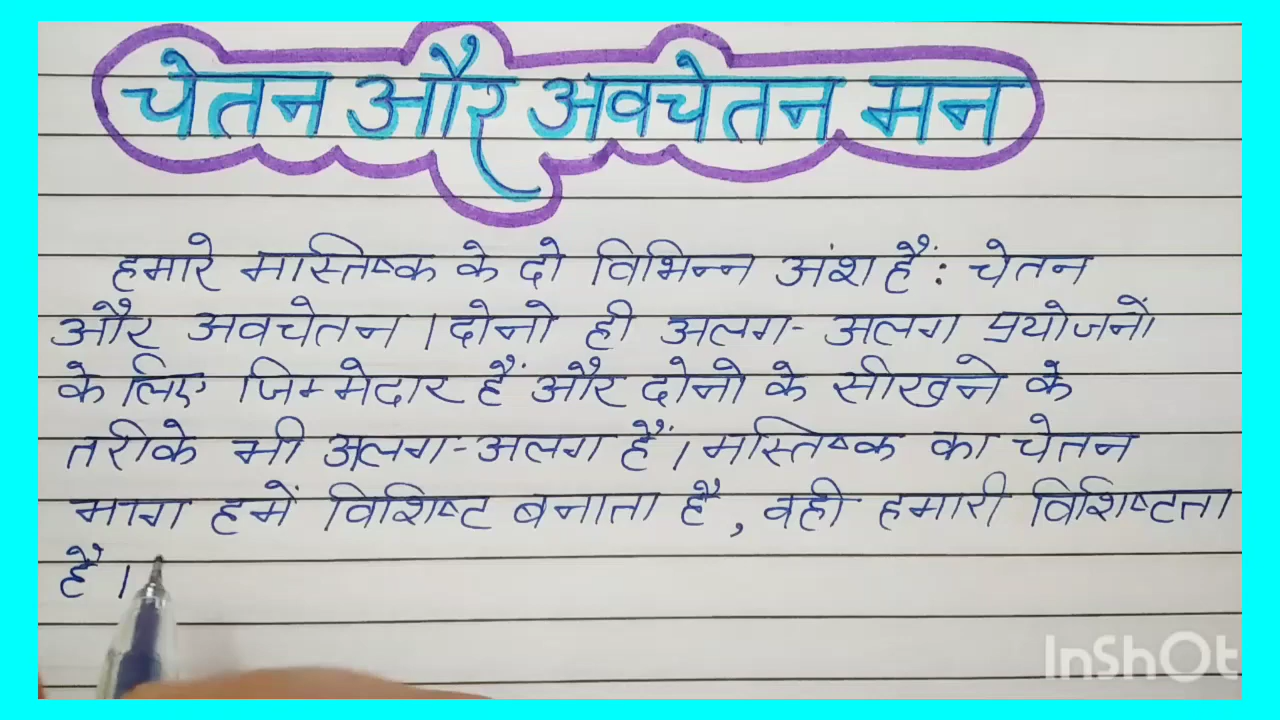 चेतन और अवचेतन मन
हमारे मास्तिष्क के दो विभिन्न अंश हैं: चेतन
और अवचेतन। दोनो ही अलग-अलग प्रयोजनों
के लिए जिम्मेदार हैं और दोनो के सीखने के
तरीके भी अलग-अलग हैं। मस्तिष्क का चेतन
भाग हमें विशिष्ट बनाता है, वही हमारी विशिष्टता
है।
InShOt